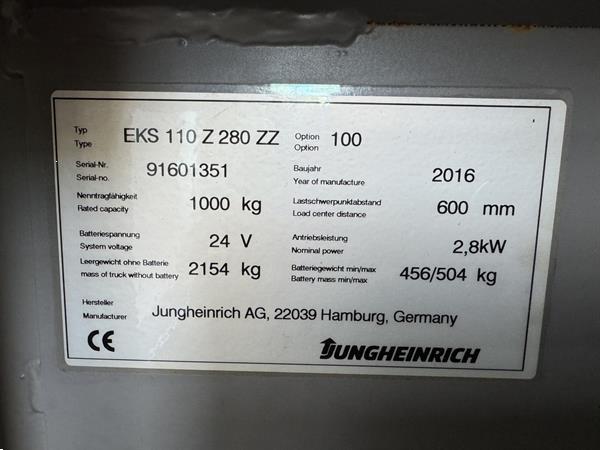 Typ
Type
EKS 110 Z 280 ZZ
Option
Option
100
Serial-Nr.
Serial-no.
91601351
Baujahr
Year of manufacture
2016
Nenntragfähigkeit
Rated capacity
1000 kg
Lastschwerpunktabstand
Load center distance
600 mm
Batteriespannung
System voltage
24 V
Antriebsleistung
Nominal power
2,8kW
Leergewicht ohne Batterie
mass of truck without battery
2154 kg
Batteriegewicht min/max
Battery mass min/max
456/504 kg
Hersteller
Manufacturer
Jungheinrich AG, 22039 Hamburg, Germany
CE
JUNGHEINRICH